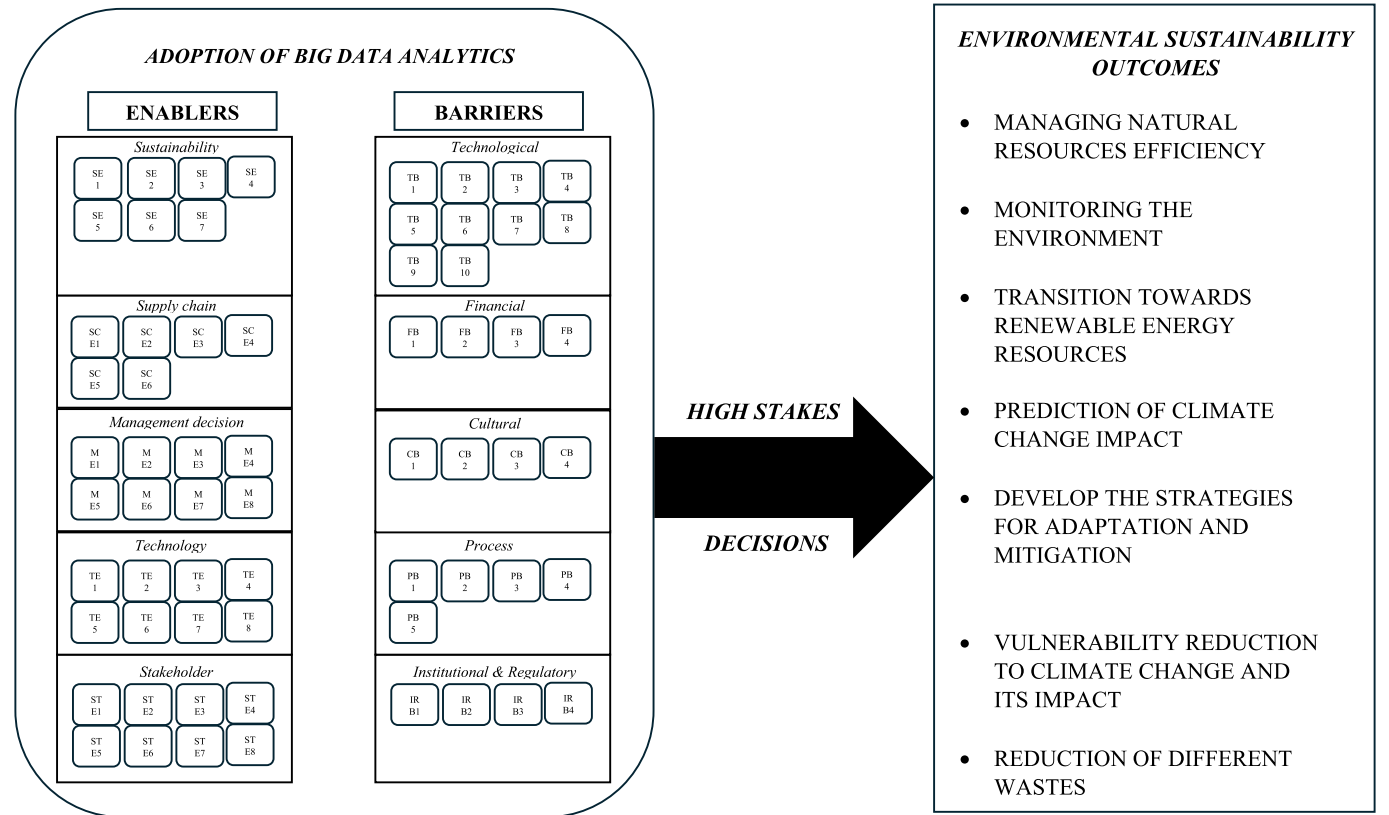 ADOPTION OF BIG DATA ANALYTICS
ENABLERS
Sustainability
SE
1
SE
2
SE
3
SE
4
SE
5
SE
6
SE
7
Supply chain
SC
E1
SC
E2
SC
E3
SC
E4
SC
E5
SC
E6
Management decision
M
E1
M
E2
M
E3
M
E4
M
E5
M
E6
M
E7
M
E8
Technology
TE
1
TE
2
TE
3
TE
4
TE
5
TE
6
TE
7
TE
8
Stakeholder
ST
E1
ST
E2
ST
E3
ST
E4
ST
E5
ST
E6
ST
E7
ST
E8
BARRIERS
Technological
TB
1
TB
2
TB
3
TB
4
TB
5
TB
6
TB
7
TB
8
TB
9
TB
10
Financial
FB
1
FB
2
FB
3
FB
4
Cultural
CB
1
CB
2
CB
3
CB
4
Process
PB
1
PB
2
PB
3
PB
4
PB
5
Institutional & Regulatory
IR
B1
IR
B2
IR
B3
IR
B4
HIGH STAKES
DECISIONS
ENVIRONMENTAL SUSTAINABILITY
OUTCOMES
• MANAGING NATURAL
RESOURCES EFFICIENCY
• MONITORING THE
ENVIRONMENT
• TRANSITION TOWARDS
RENEWABLE ENERGY
RESOURCES
• PREDICTION OF CLIMATE
CHANGE IMPACT
• DEVELOP THE STRATEGIES
FOR ADAPTATION AND
MITIGATION
• VULNERABILITY REDUCTION
TO CLIMATE CHANGE AND
ITS IMPACT
• REDUCTION OF DIFFERENT
WASTES